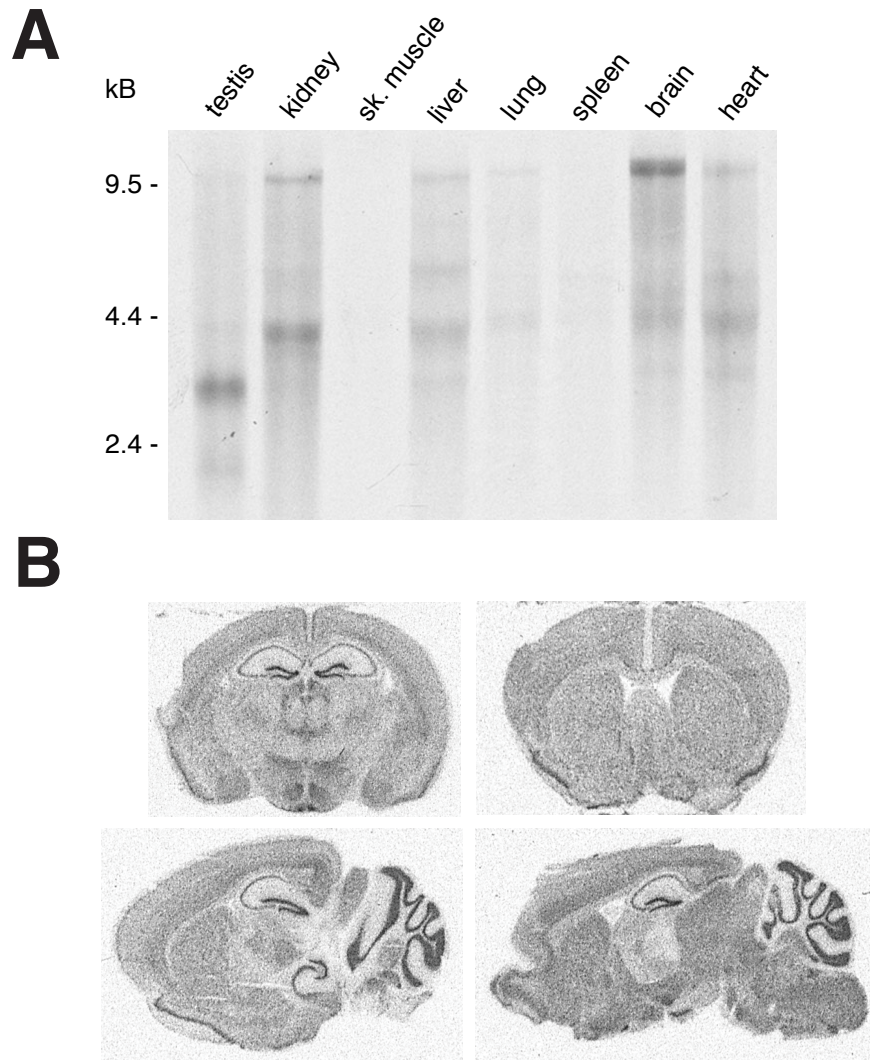 A
kB
testis
kidney
sk. muscle
liver
lung
spleen
brain
heart
9.5 -
4.4 -
2.4 -
B